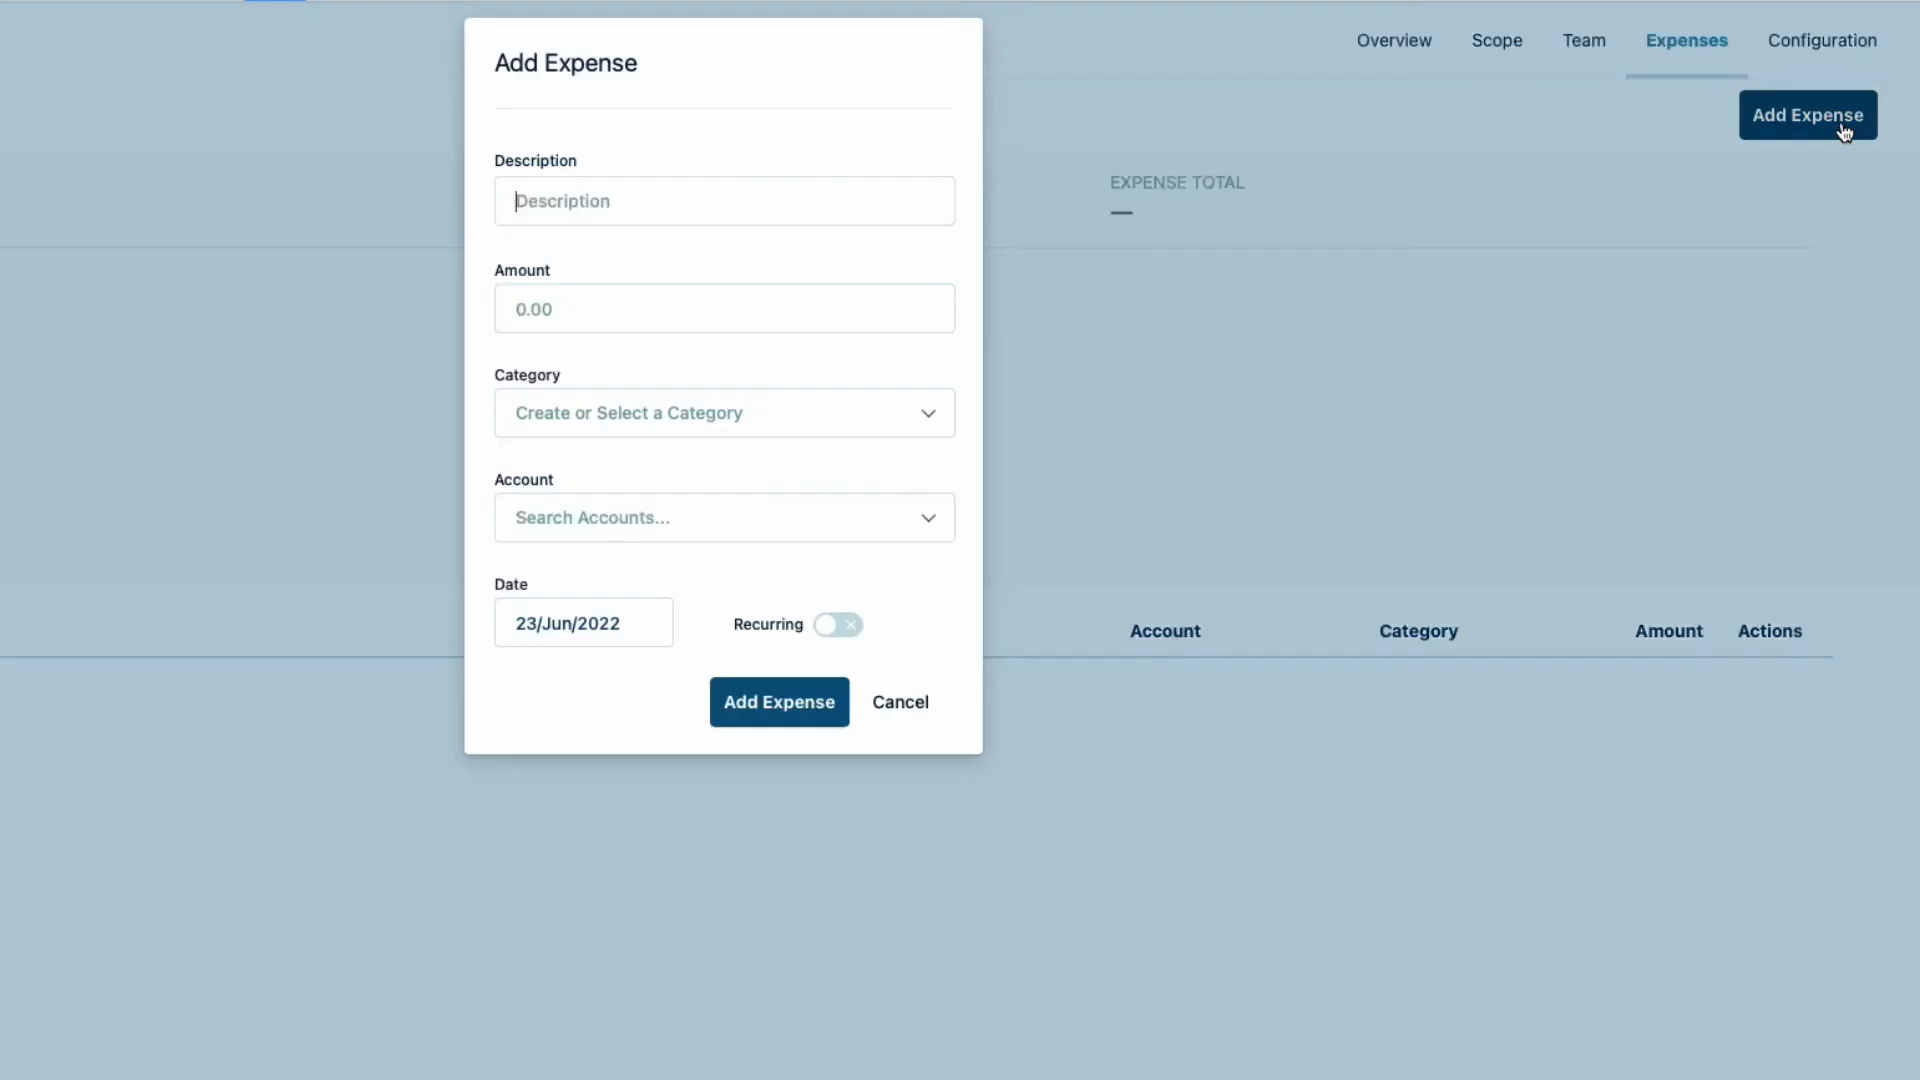 Overview
Scope
Team
Expenses
Configuration
Add Expense
EXPENSE TOTAL
—
Add Expense
Description
Description
Amount
0.00
Category
Create or Select a Category
Account
Search Accounts...
Date
23/Jun/2022
Recurring
Add Expense
Cancel
Account
Category
Amount
Actions